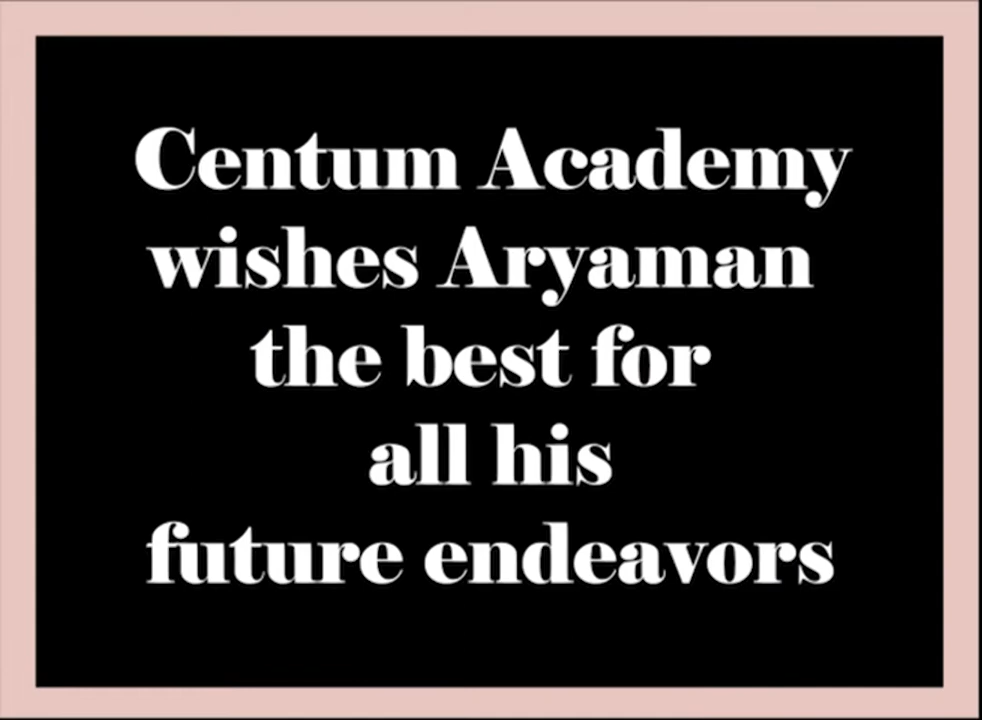 Centum Academy
wishes Aryaman
the best for
all his
future endeavors